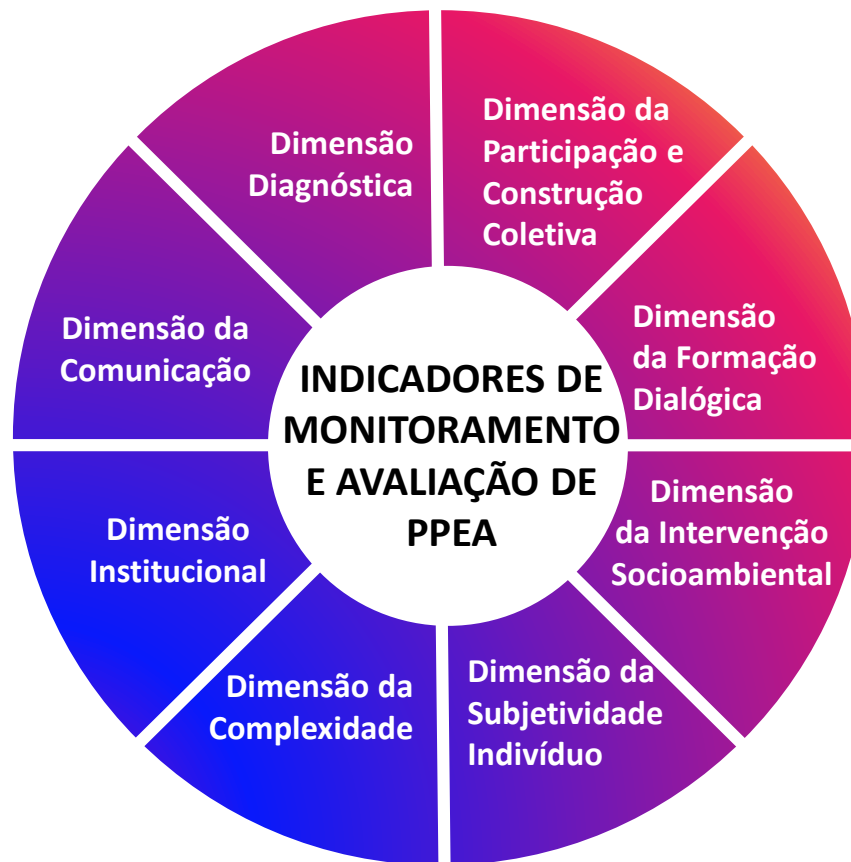 Dimensão
Diagnóstica
Dimensão da
Participação e
Construção
Coletiva
Dimensão
da Formação
Dialógica
Dimensão
da Intervenção
Socioambiental
Dimensão da
Subjetividade
Indivíduo
Dimensão da
Complexidade
Dimensão
Institucional
Dimensão da
Comunicação
INDICADORES DE
MONITORAMENTO
E AVALIAÇÃO DE
PPEA